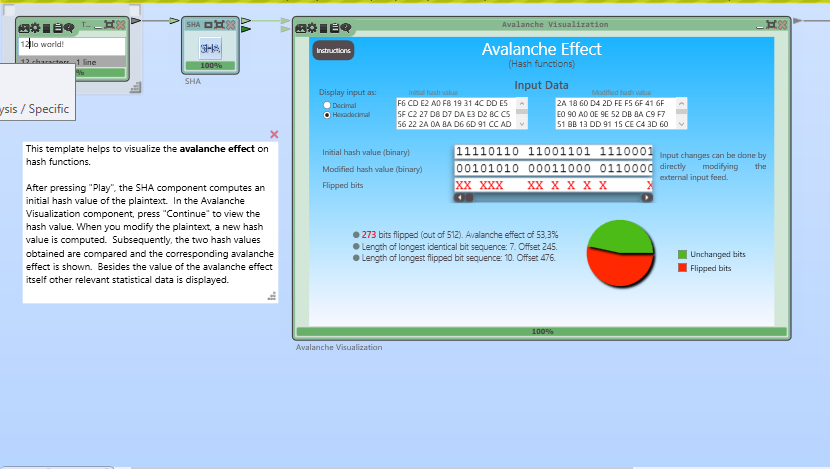 T...
SHA
Avalanche Visualization
12lo world!
12 characters, 1 line
%
SHA
100%
SHA
ysis / Specific
This template helps to visualize the avalanche effect on
hash functions.
After pressing "Play", the SHA component computes an
initial hash value of the plaintext. In the Avalanche
Visualization component, press "Continue" to view the
hash value. When you modify the plaintext, a new hash
value is computed. Subsequently, the two hash values
obtained are compared and the corresponding avalanche
effect is shown. Besides the value of the avalanche effect
itself other relevant statistical data is displayed.
Instructions
Avalanche Effect
(Hash functions)
Input Data
Display input as:
Decimal
Hexadecimal
Initial hash value
F6 CD E2 A0 F8 19 31 4C DD E5
5F C2 27 D8 D7 DA E3 D2 8C C5
56 22 2A 0A 8A D6 6D 91 CC AD
Modified hash value
2A 18 60 D4 2D FE F5 6F 41 6F
E0 90 A0 0E 9E 52 DB 8A C9 F7
51 BB 13 DD 91 15 CE C4 3D 60
Initial hash value (binary) 11110110 11001101 1110001
Modified hash value (binary) 00101010 00011000 0110000
Flipped bits XX XXX XX X X X X X
Input changes can be done by
directly modifying the
external input feed.
273 bits flipped (out of 512). Avalanche effect of 53,3%
Length of longest identical bit sequence: 7. Offset 245.
Length of longest flipped bit sequence: 10. Offset 476.
Unchanged bits
Flipped bits
100%
Avalanche Visualization